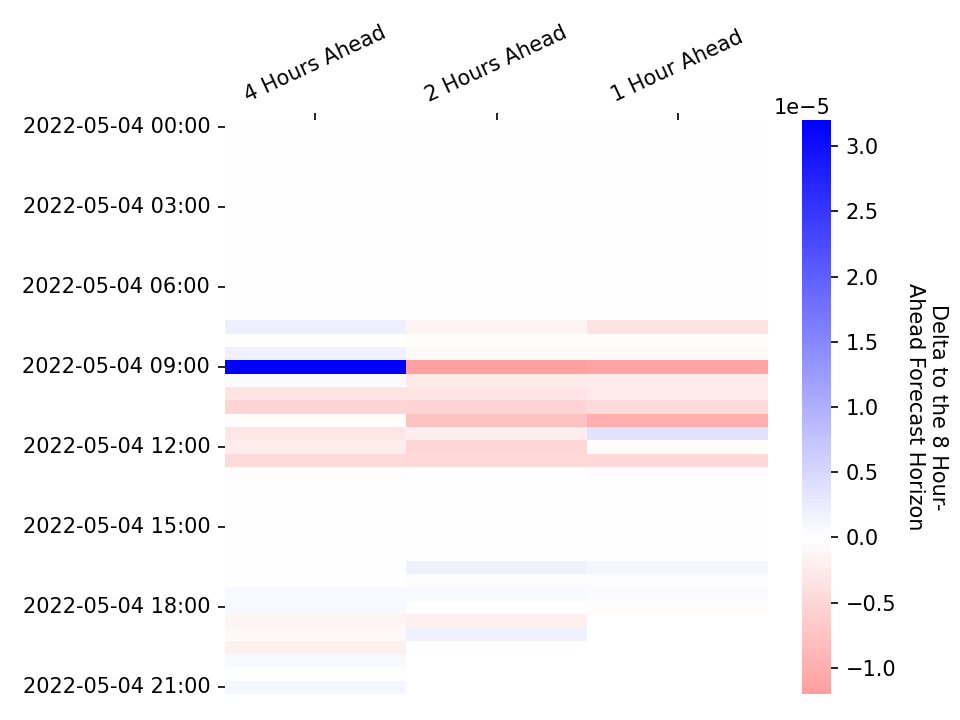 4 Hours Ahead
2 Hours Ahead
1 Hour Ahead
2022-05-04 00:00
2022-05-04 03:00
2022-05-04 06:00
2022-05-04 09:00
2022-05-04 12:00
2022-05-04 15:00
2022-05-04 18:00
2022-05-04 21:00
1e−5
3.0
2.5
2.0
1.5
1.0
0.5
0.0
−0.5
−1.0
Delta to the 8 Hour-
Ahead Forecast Horizon